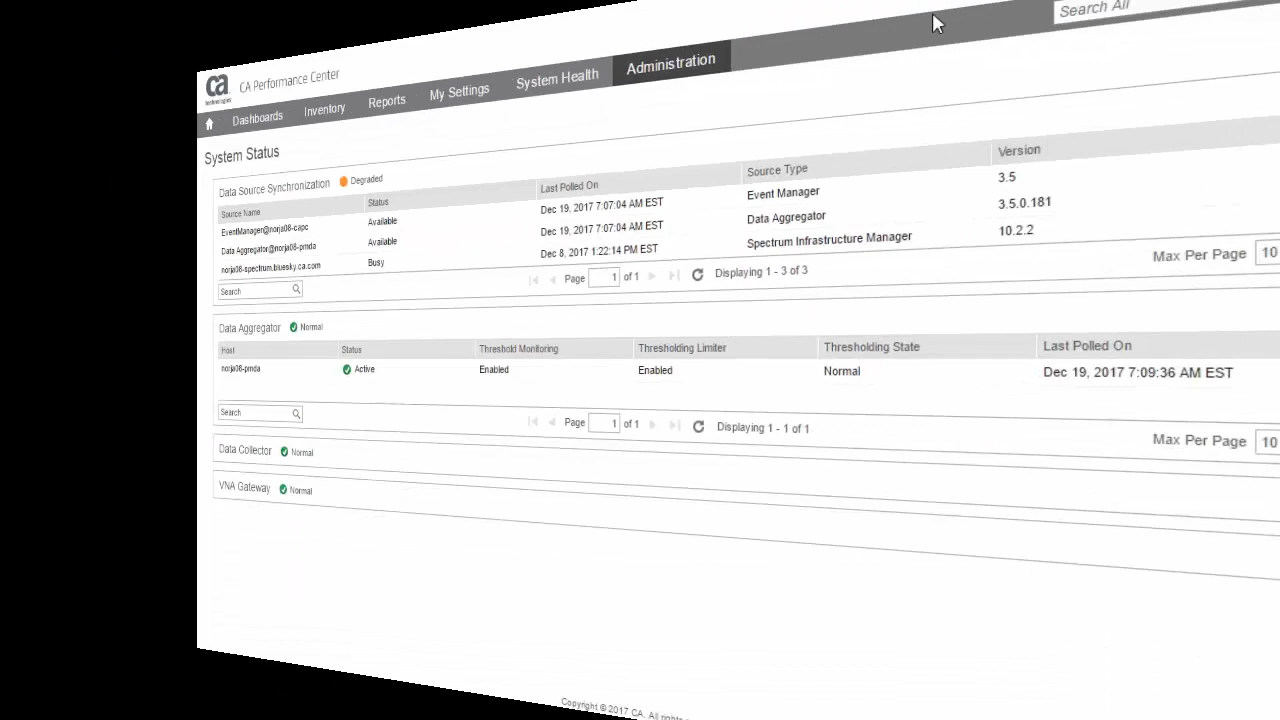 Search All
ca technologies CA Performance Center
Dashboards Inventory Reports My Settings System Health Administration
System Status
Data Source Synchronization Degraded
Source Name Status Last Polled On Source Type Version
EventManager@norja08-capc Available Dec 19, 2017 7:07:04 AM EST Event Manager 3.5
Data Aggregator@norja08-pmda Available Dec 19, 2017 7:07:04 AM EST Data Aggregator 3.5.0.181
norja08-spectrum.bluesky.ca.com Busy Dec 8, 2017 1:22:14 PM EST Spectrum Infrastructure Manager 10.2.2
Search Page 1 of 1 Displaying 1 - 3 of 3 Max Per Page 10
Data Aggregator Normal
Host Status Threshold Monitoring Thresholding Limiter Thresholding State Last Polled On
norja08-pmda Active Enabled Enabled Normal Dec 19, 2017 7:09:36 AM EST
Search Page 1 of 1 Displaying 1 - 1 of 1 Max Per Page 10
Data Collector Normal
VNA Gateway Normal
Copyright © 2017 CA. All rights